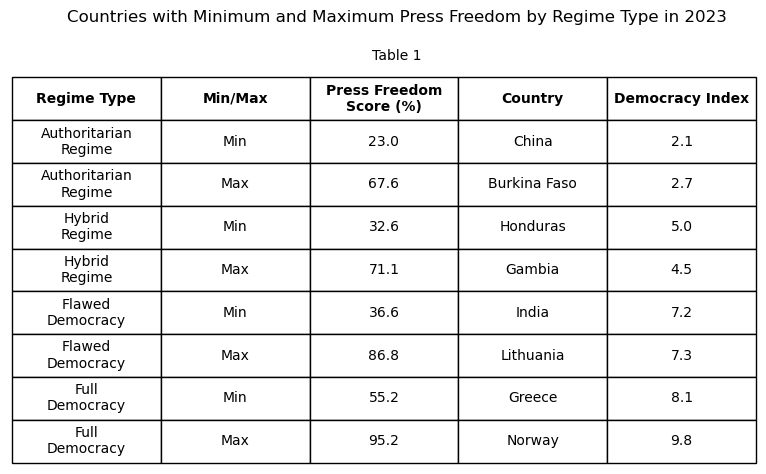 Countries with Minimum and Maximum Press Freedom by Regime Type in 2023
Table 1
Regime Type Min/Max Press Freedom Score (%) Country Democracy Index
Authoritarian Regime Min 23.0 China 2.1
Authoritarian Regime Max 67.6 Burkina Faso 2.7
Hybrid Regime Min 32.6 Honduras 5.0
Hybrid Regime Max 71.1 Gambia 4.5
Flawed Democracy Min 36.6 India 7.2
Flawed Democracy Max 86.8 Lithuania 7.3
Full Democracy Min 55.2 Greece 8.1
Full Democracy Max 95.2 Norway 9.8